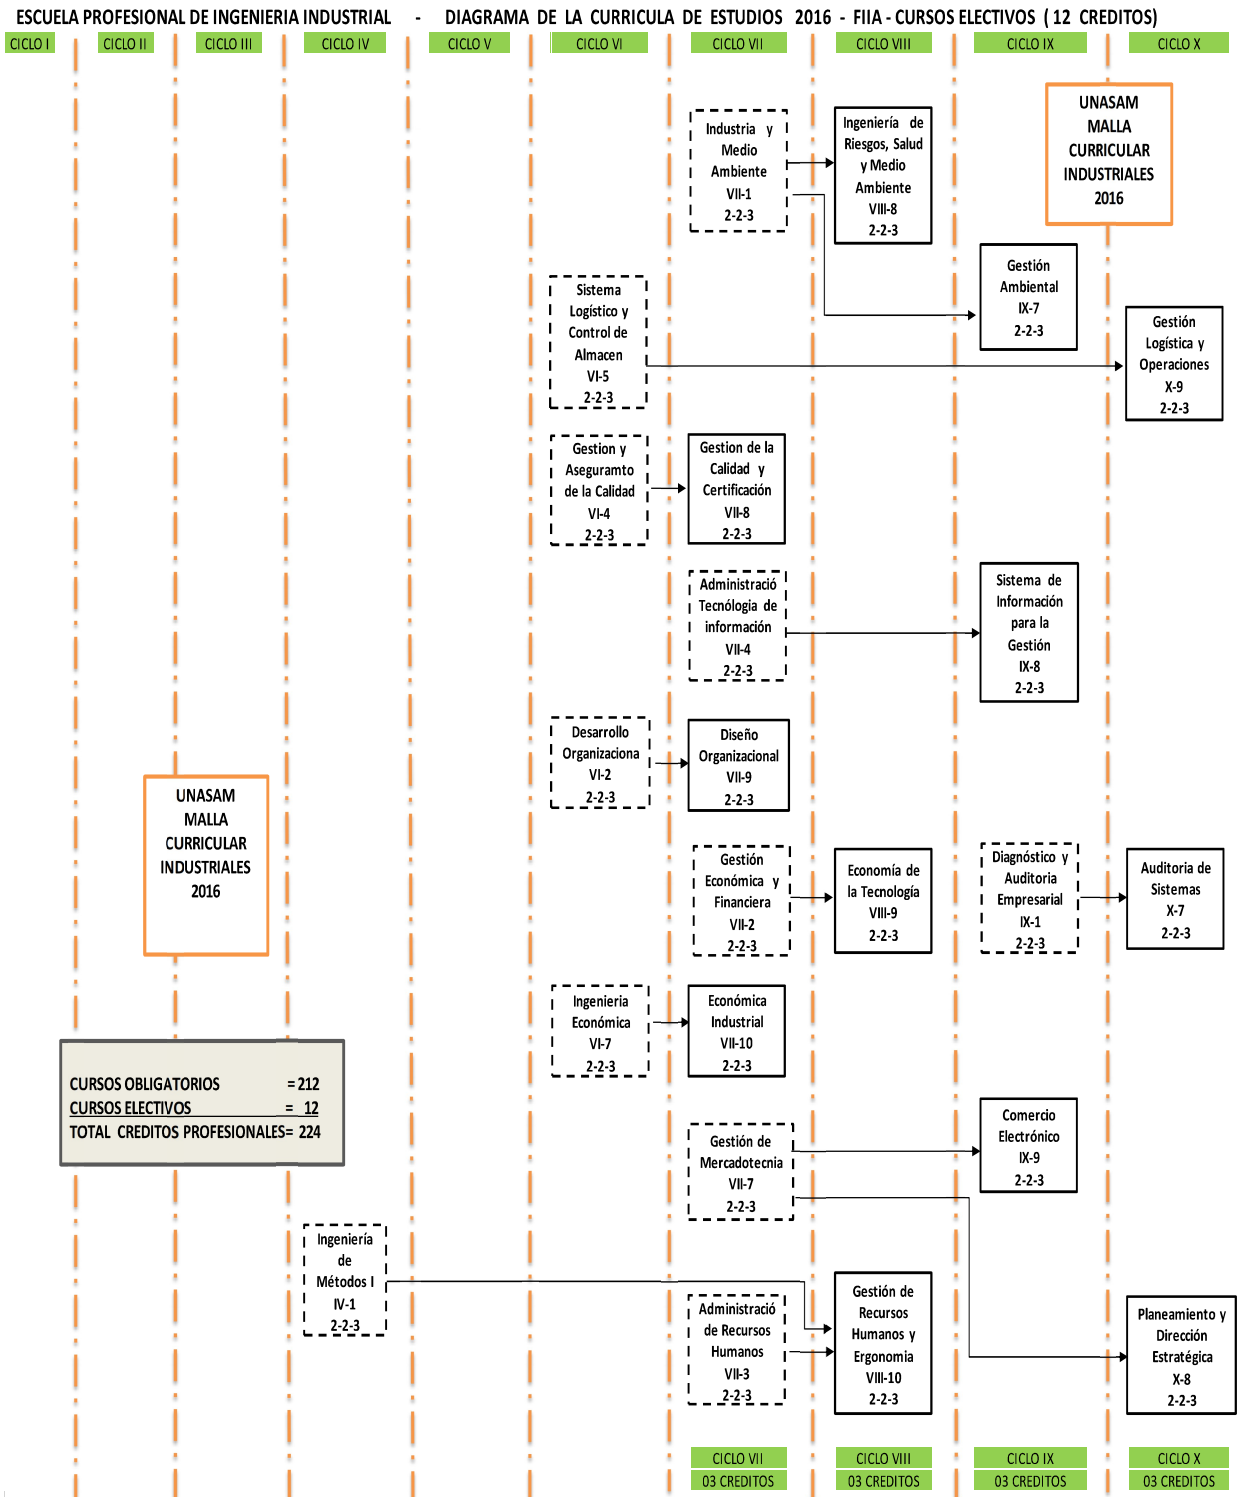 ESCUELA PROFESIONAL DE INGENIERIA INDUSTRIAL - DIAGRAMA DE LA CURRICULA DE ESTUDIOS 2016 - FIIA - CURSOS ELECTIVOS ( 12 CREDITOS)
CICLO I
CICLO II
CICLO III
CICLO IV
CICLO V
CICLO VI
CICLO VII
CICLO VIII
CICLO IX
CICLO X
UNASAM
MALLA
CURRICULAR
INDUSTRIALES
2016
Industria y
Medio
Ambiente
VII-1
2-2-3
Ingeniería de
Riesgos, Salud
y Medio
Ambiente
VIII-8
2-2-3
Gestión
Ambiental
IX-7
2-2-3
Sistema
Logístico y
Control de
Almacen
VI-5
2-2-3
Gestión
Logística y
Operaciones
X-9
2-2-3
Gestion y
Aseguramto
de la Calidad
VI-4
2-2-3
Gestion de la
Calidad y
Certificación
VII-8
2-2-3
Administració
Tecnólogia de
información
VII-4
2-2-3
Sistema de
Información
para la
Gestión
IX-8
2-2-3
Desarrollo
Organizaciona
VI-2
2-2-3
Diseño
Organizacional
VII-9
2-2-3
UNASAM
MALLA
CURRICULAR
INDUSTRIALES
2016
Gestión
Económica y
Financiera
VII-2
2-2-3
Economía de
la Tecnología
VIII-9
2-2-3
Diagnóstico y
Auditoria
Empresarial
IX-1
2-2-3
Auditoria de
Sistemas
X-7
2-2-3
Ingenieria
Económica
VI-7
2-2-3
Económica
Industrial
VII-10
2-2-3
CURSOS OBLIGATORIOS = 212
CURSOS ELECTIVOS = 12
TOTAL CREDITOS PROFESIONALES= 224
Gestión de
Mercadotecnia
VII-7
2-2-3
Comercio
Electrónico
IX-9
2-2-3
Ingeniería
de
Métodos I
IV-1
2-2-3
Administració
de Recursos
Humanos
VII-3
2-2-3
Gestión de
Recursos
Humanos y
Ergonomia
VIII-10
2-2-3
Planeamiento y
Dirección
Estratégica
X-8
2-2-3
CICLO VII
03 CREDITOS
CICLO VIII
03 CREDITOS
CICLO IX
03 CREDITOS
CICLO X
03 CREDITOS